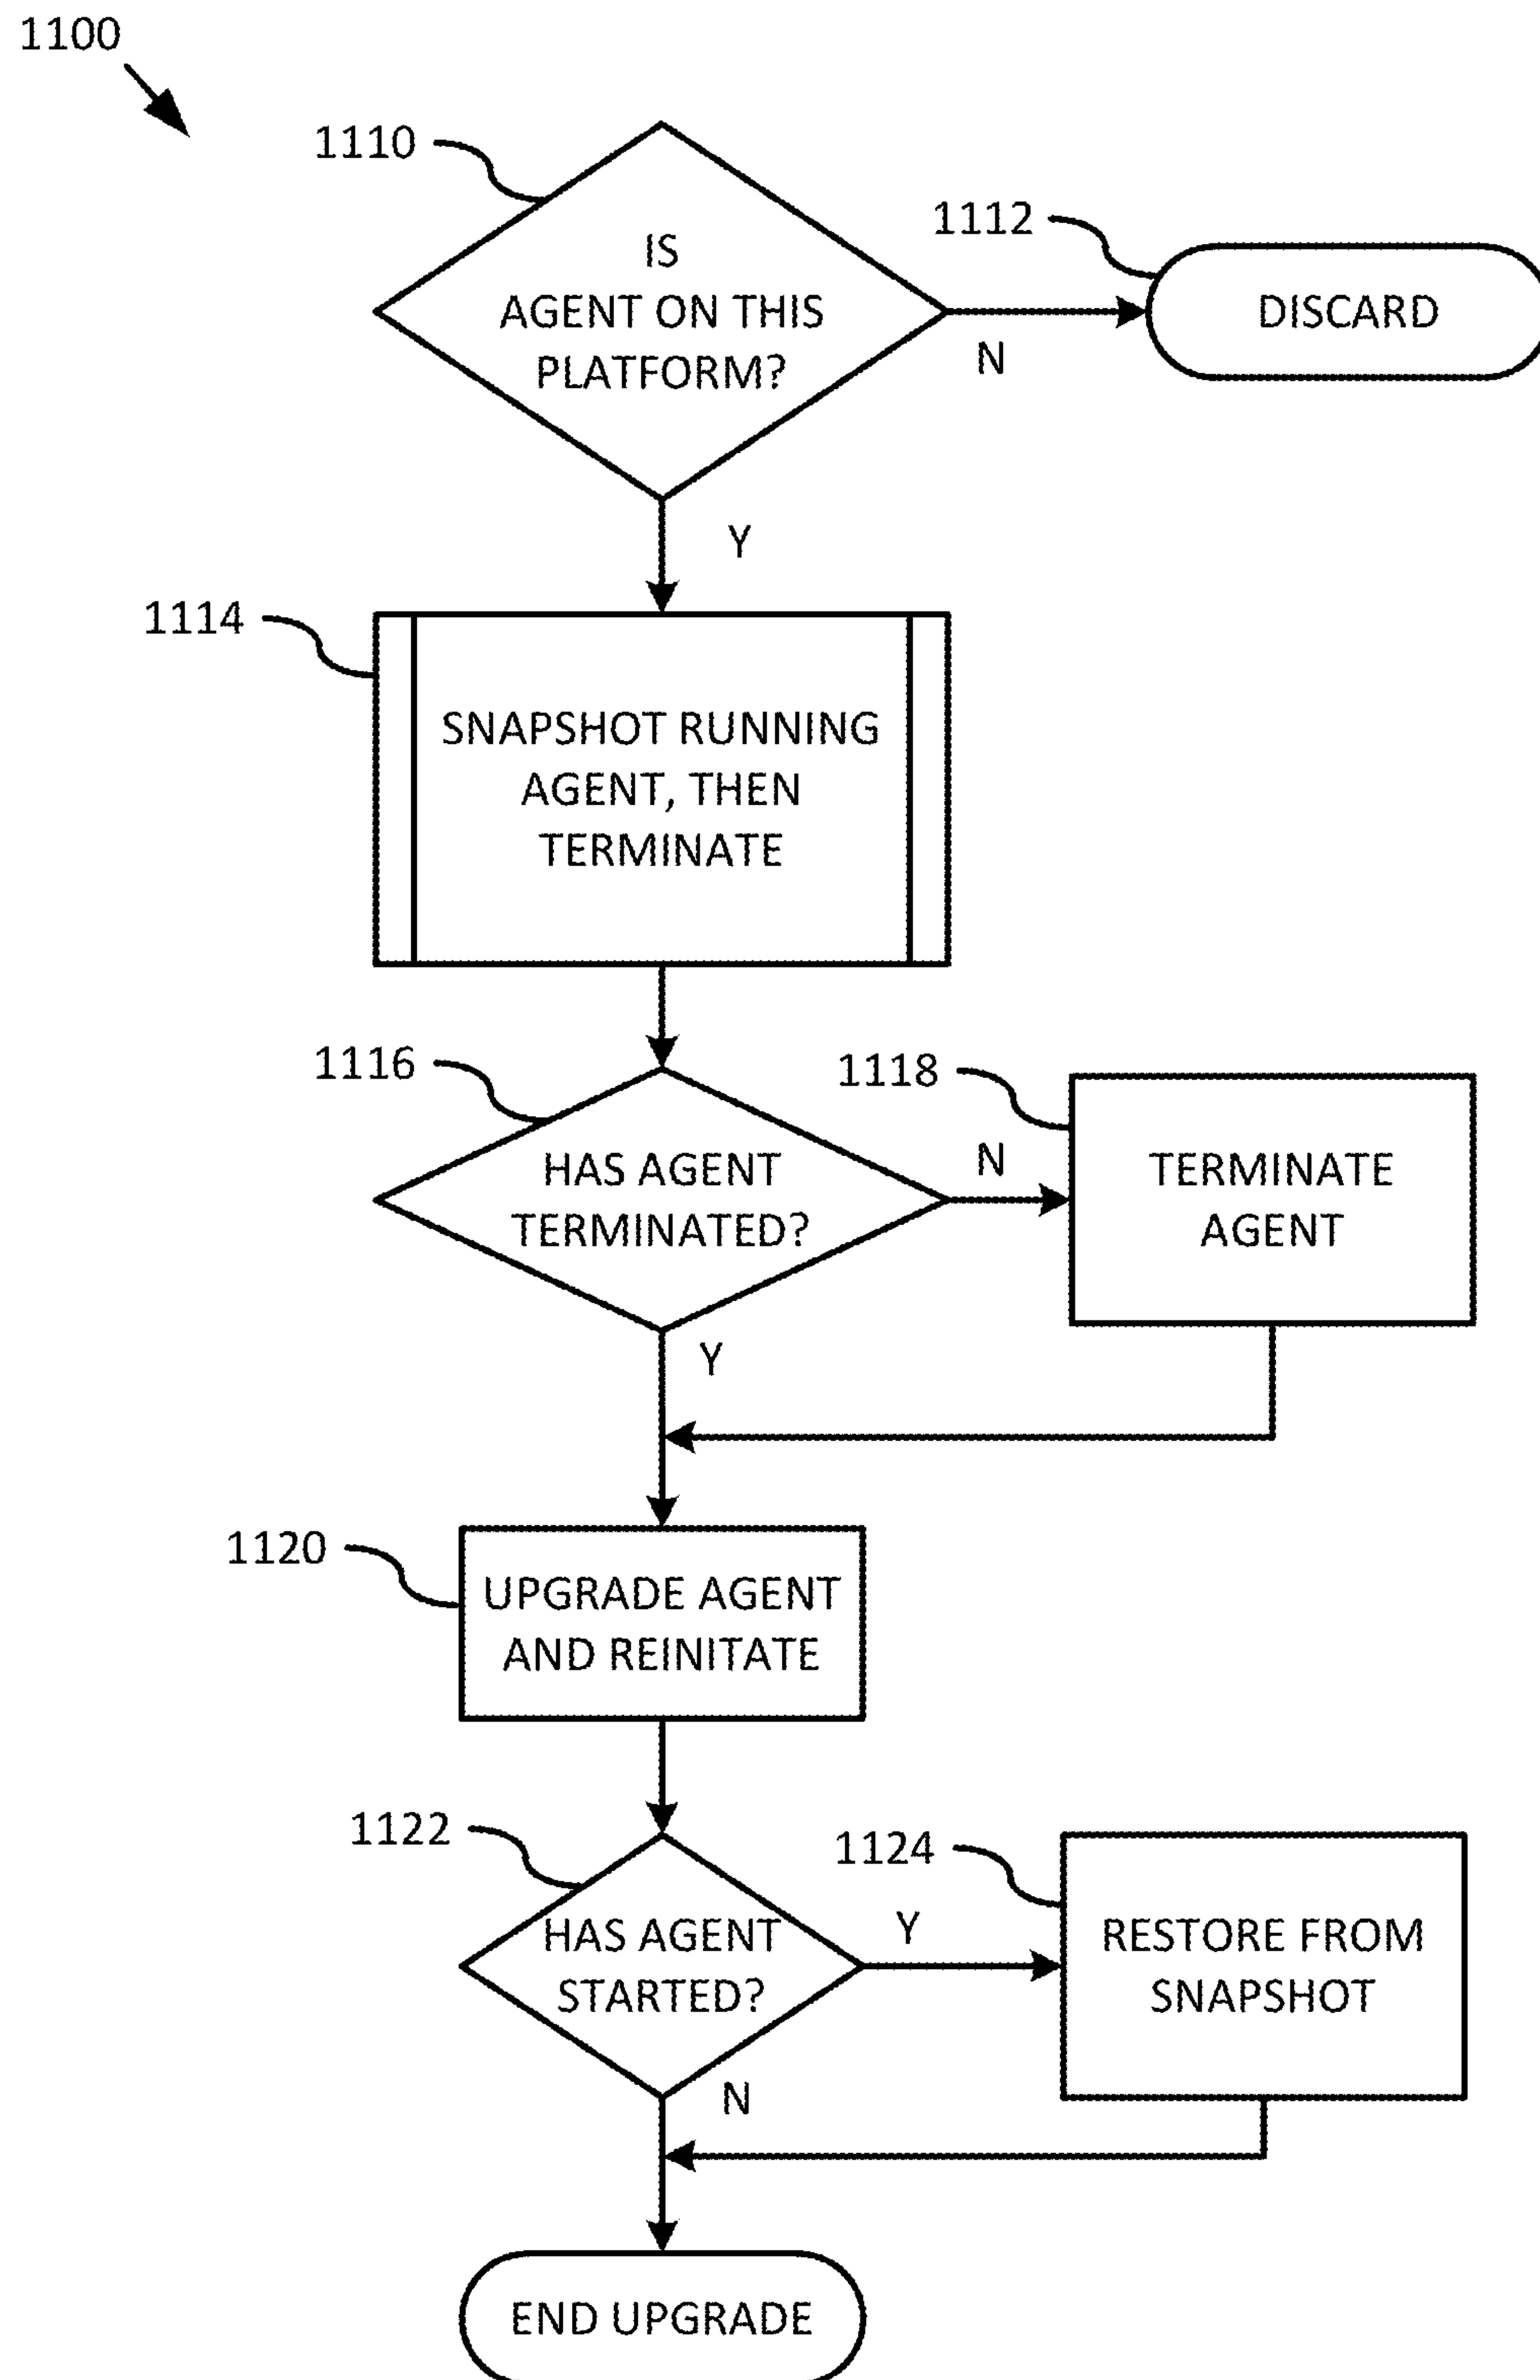 1100
1110
IS
AGENT ON THIS
PLATFORM?
1112
DISCARD
N
Y
1114
SNAPSHOT RUNNING
AGENT, THEN
TERMINATE
1116
HAS AGENT
TERMINATED?
N
1118
TERMINATE
AGENT
Y
1120
UPGRADE AGENT
AND REINITATE
1122
HAS AGENT
STARTED?
Y
1124
RESTORE FROM
SNAPSHOT
N
END UPGRADE